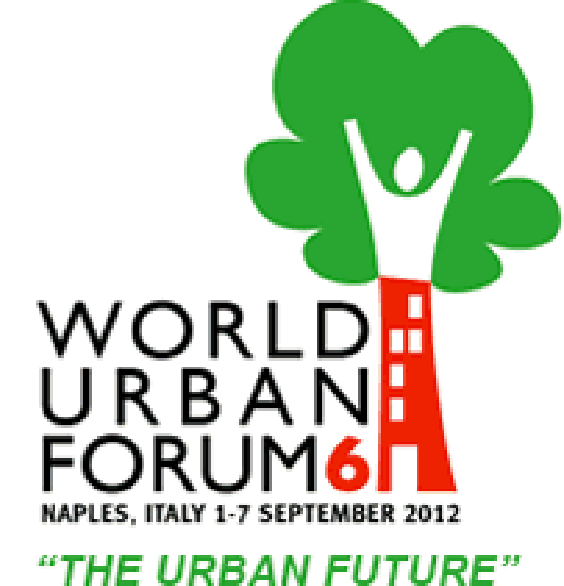 WORLD
URBAN
FORUM6
NAPLES, ITALY 1-7 SEPTEMBER 2012
“THE URBAN FUTURE”